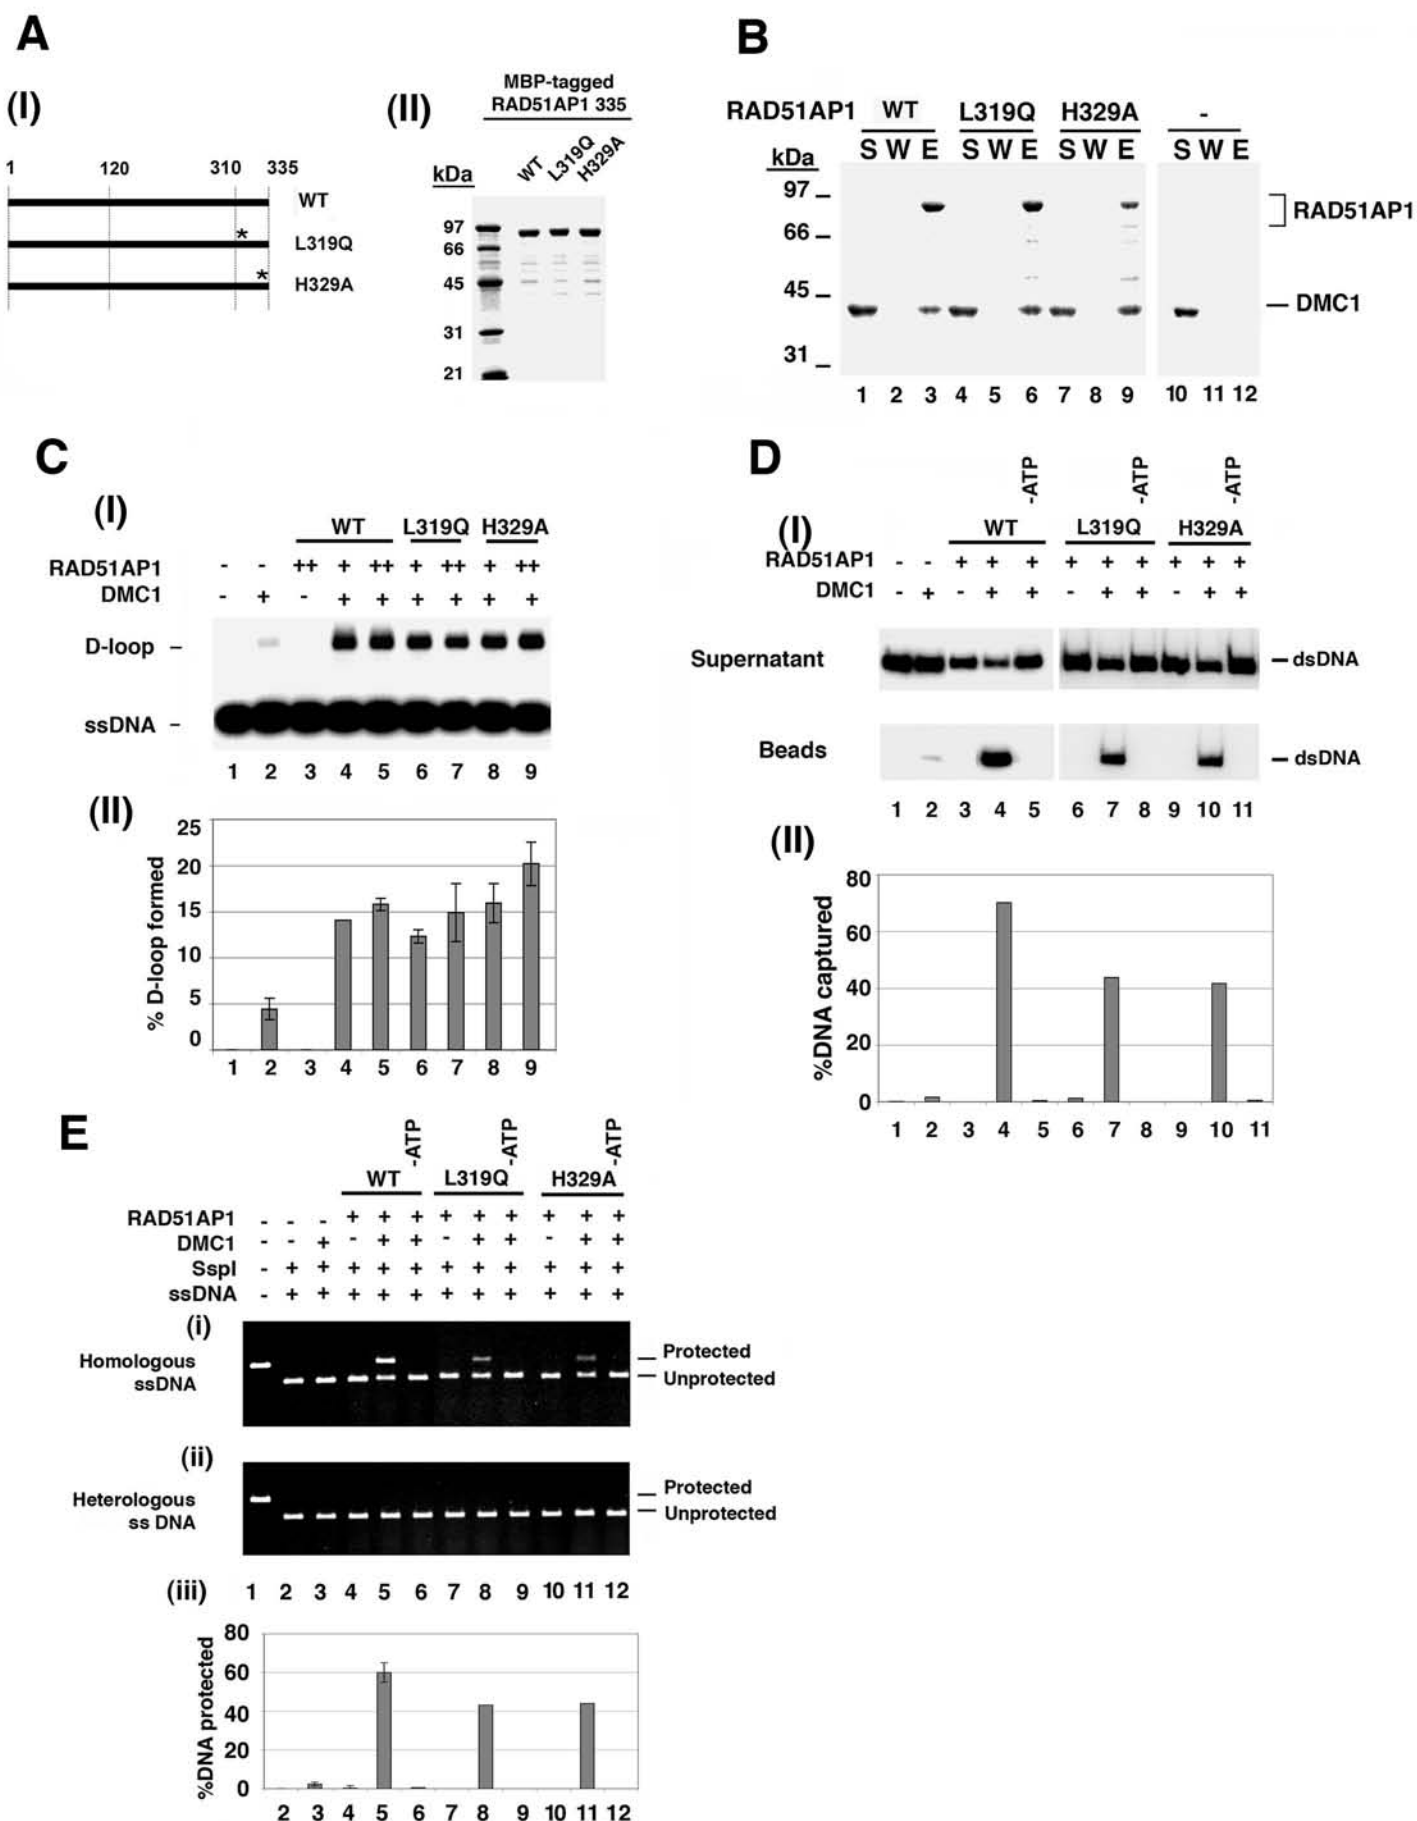 A
(I)
1 120 310 335
WT
L319Q
H329A
(II)
MBP-tagged
RAD51AP1 335
kDa
WT L319Q H329A
97
66
45
31
21
B
RAD51AP1 WT L319Q H329A -
kDa
S W E S W E S W E S W E
97
66
45
31
RAD51AP1
DMC1
1 2 3 4 5 6 7 8 9 10 11 12
C
(I)
WT L319Q H329A
RAD51AP1 - - ++ + ++ + ++ + ++
DMC1 - + - + + + + + +
D-loop
ssDNA
1 2 3 4 5 6 7 8 9
(II)
% D-loop formed
25
20
15
10
5
0
1 2 3 4 5 6 7 8 9
D
(I)
-ATP -ATP -ATP
WT L319Q H329A
RAD51AP1 - - + + + + + + + + +
DMC1 - + - + + - + + - + +
Supernatant
dsDNA
Beads
dsDNA
1 2 3 4 5 6 7 8 9 10 11
(II)
%DNA captured
80
60
40
20
0
1 2 3 4 5 6 7 8 9 10 11
E
-ATP -ATP -ATP
WT L319Q H329A
RAD51AP1 - - - + + + + + + + + +
DMC1 - - + - + + - + + - + +
SspI - + + + + + + + + + + +
ssDNA - + + + + + + + + + + +
(i)
Homologous
ssDNA
Protected
Unprotected
(ii)
Heterologous
ss DNA
Protected
Unprotected
1 2 3 4 5 6 7 8 9 10 11 12
(iii)
%DNA protected
80
60
40
20
0
2 3 4 5 6 7 8 9 10 11 12